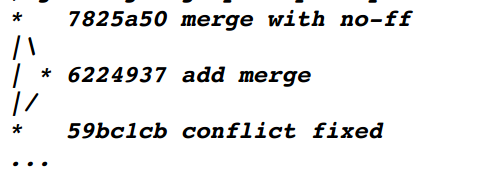 *   7825a50 merge with no-ff
|\
| * 6224937 add merge
|/
*   59bc1cb conflict fixed
...